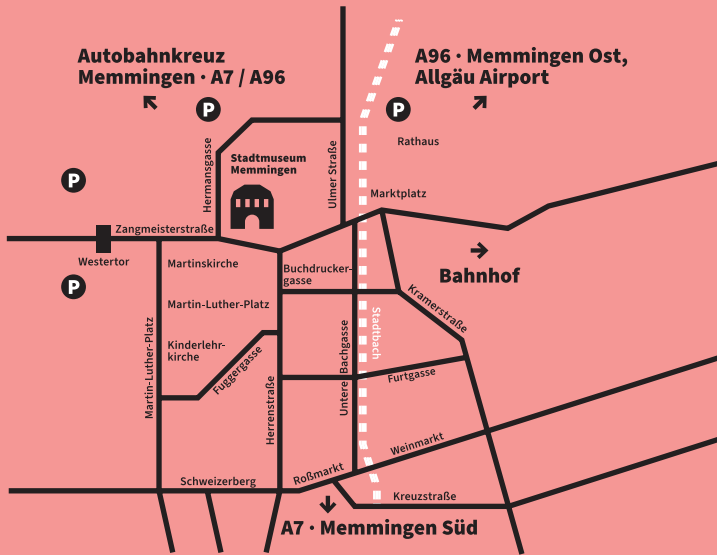 Autobahnkreuz
Memmingen · A7 / A96
A96 · Memmingen Ost,
Allgäu Airport
P
P
Rathaus
Hermansgasse
Stadtmuseum
Memmingen
Ulmer Straße
P
Marktplatz
Zangmeisterstraße
Westertor
Martinskirche
Buchdrucker-
gasse
Bahnhof
P
Martin-Luther-Platz
Kramerstraße
Stadtbach
Martin-Luther-Platz
Kinderlehr-
kirche
Fuggergasse
Untere Bachgasse
Furtgasse
Herrenstraße
Weinmarkt
Roßmarkt
Schweizerberg
Kreuzstraße
A7 · Memmingen Süd